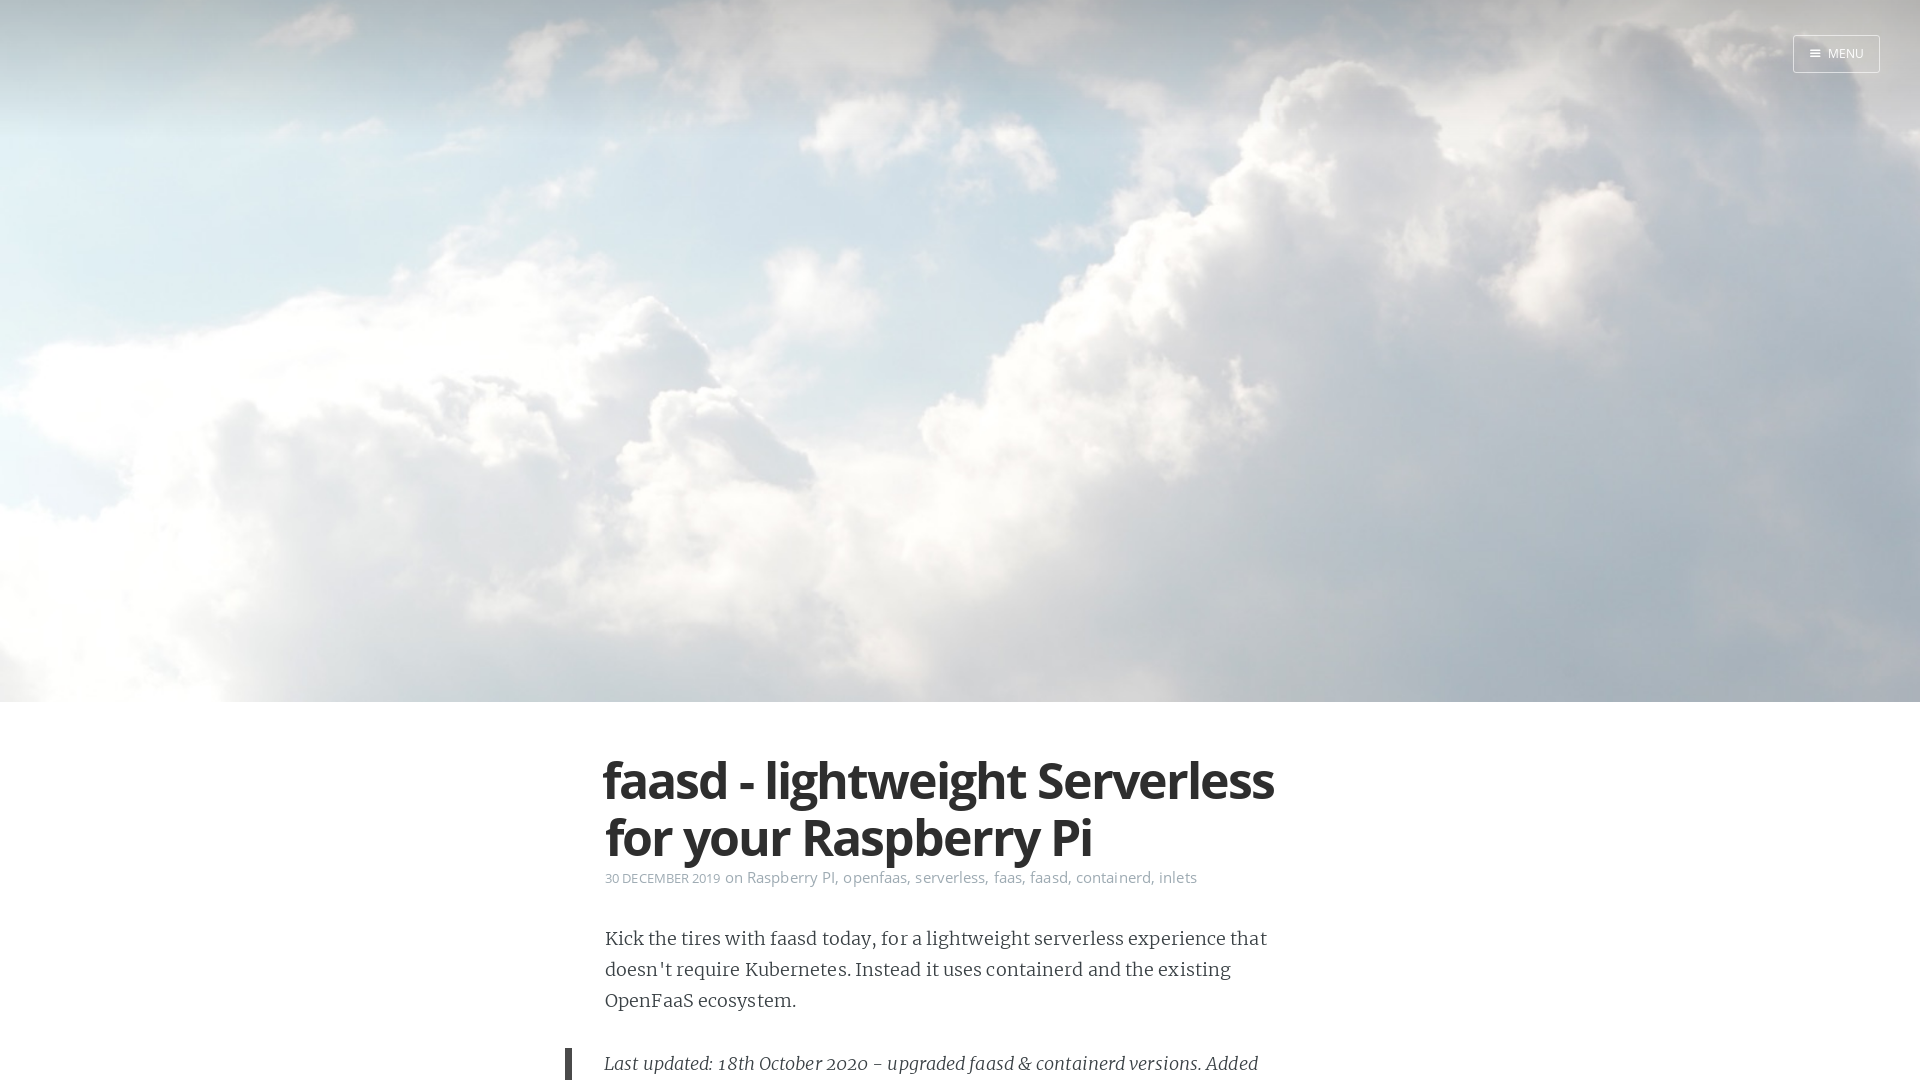 MENU
faasd - lightweight Serverless
for your Raspberry Pi
30 DECEMBER 2019 on Raspberry PI, openfaas, serverless, faas, faasd, containerd, inlets
Kick the tires with faasd today, for a lightweight serverless experience that
doesn't require Kubernetes. Instead it uses containerd and the existing
OpenFaaS ecosystem.
Last updated: 18th October 2020 - upgraded faasd & containerd versions. Added